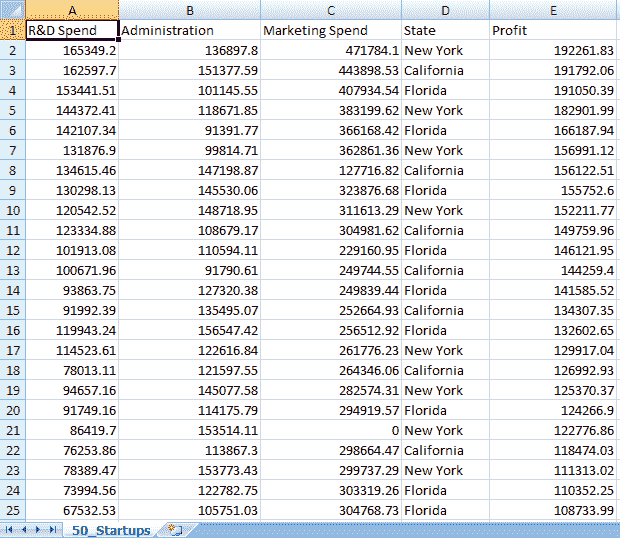 A B C D E
1 R&D Spend Administration Marketing Spend State Profit
2 165349.2 136897.8 471784.1 New York 192261.83
3 162597.7 151377.59 443898.53 California 191792.06
4 153441.51 101145.55 407934.54 Florida 191050.39
5 144372.41 118671.85 383199.62 New York 182901.99
6 142107.34 91391.77 366168.42 Florida 166187.94
7 131876.9 99814.71 362861.36 New York 156991.12
8 134615.46 147198.87 127716.82 California 156122.51
9 130298.13 145530.06 323876.68 Florida 155752.6
10 120542.52 148718.95 311613.29 New York 152211.77
11 123334.88 108679.17 304981.62 California 149759.96
12 101913.08 110594.11 229160.95 Florida 146121.95
13 100671.96 91790.61 249744.55 California 144259.4
14 93863.75 127320.38 249839.44 Florida 141585.52
15 91992.39 135495.07 252664.93 California 134307.35
16 119943.24 156547.42 256512.92 Florida 132602.65
17 114523.61 122616.84 261776.23 New York 129917.04
18 78013.11 121597.55 264346.06 California 126992.93
19 94657.16 145077.58 282574.31 New York 125370.37
20 91749.16 114175.79 294919.57 Florida 124266.9
21 86419.7 153514.11 0 New York 122776.86
22 76253.86 113867.3 298664.47 California 118474.03
23 78389.47 153773.43 299737.29 New York 111313.02
24 73994.56 122782.75 303319.26 Florida 110352.25
25 67532.53 105751.03 304768.73 Florida 108733.99
50_Startups